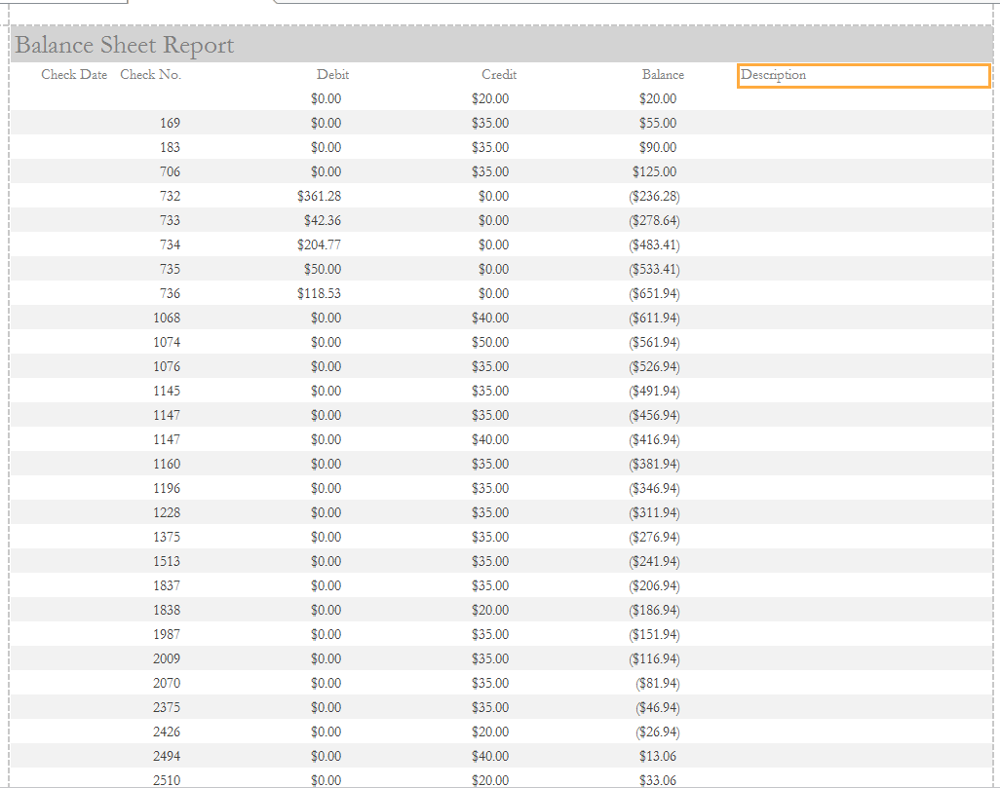 Balance Sheet Report
Check Date Check No. Debit Credit Balance Description
$0.00 $20.00 $20.00
169 $0.00 $35.00 $55.00
183 $0.00 $35.00 $90.00
706 $0.00 $35.00 $125.00
732 $361.28 $0.00 ($236.28)
733 $42.36 $0.00 ($278.64)
734 $204.77 $0.00 ($483.41)
735 $50.00 $0.00 ($533.41)
736 $118.53 $0.00 ($651.94)
1068 $0.00 $40.00 ($611.94)
1074 $0.00 $50.00 ($561.94)
1076 $0.00 $35.00 ($526.94)
1145 $0.00 $35.00 ($491.94)
1147 $0.00 $35.00 ($456.94)
1147 $0.00 $40.00 ($416.94)
1160 $0.00 $35.00 ($381.94)
1196 $0.00 $35.00 ($346.94)
1228 $0.00 $35.00 ($311.94)
1375 $0.00 $35.00 ($276.94)
1513 $0.00 $35.00 ($241.94)
1837 $0.00 $35.00 ($206.94)
1838 $0.00 $20.00 ($186.94)
1987 $0.00 $35.00 ($151.94)
2009 $0.00 $35.00 ($116.94)
2070 $0.00 $35.00 ($81.94)
2375 $0.00 $35.00 ($46.94)
2426 $0.00 $20.00 ($26.94)
2494 $0.00 $40.00 $13.06
2510 $0.00 $20.00 $33.06